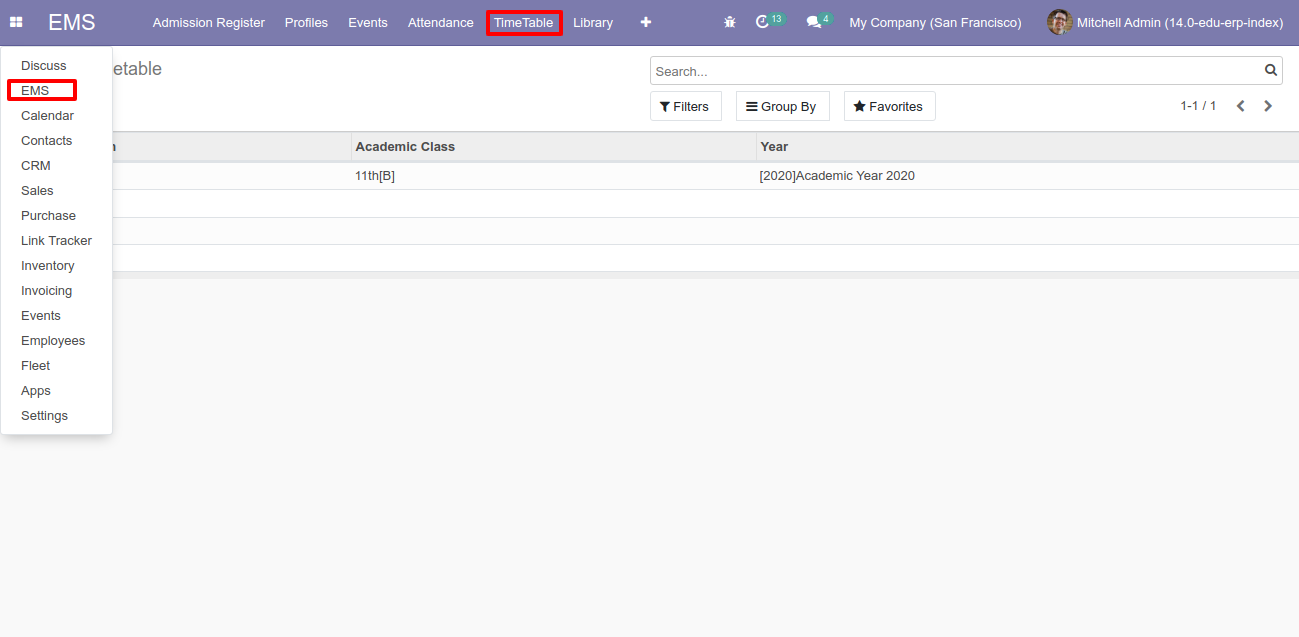 EMS Admission Register Profiles Events Attendance TimeTable Library 13 4 My Company (San Francisco) Mitchell Admin (14.0-edu-erp-index)
etable
Search...
Filters Group By Favorites 1-1 / 1
Academic Class Year
11th[B] [2020]Academic Year 2020
Discuss
EMS
Calendar
Contacts
CRM
Sales
Purchase
Link Tracker
Inventory
Invoicing
Events
Employees
Fleet
Apps
Settings